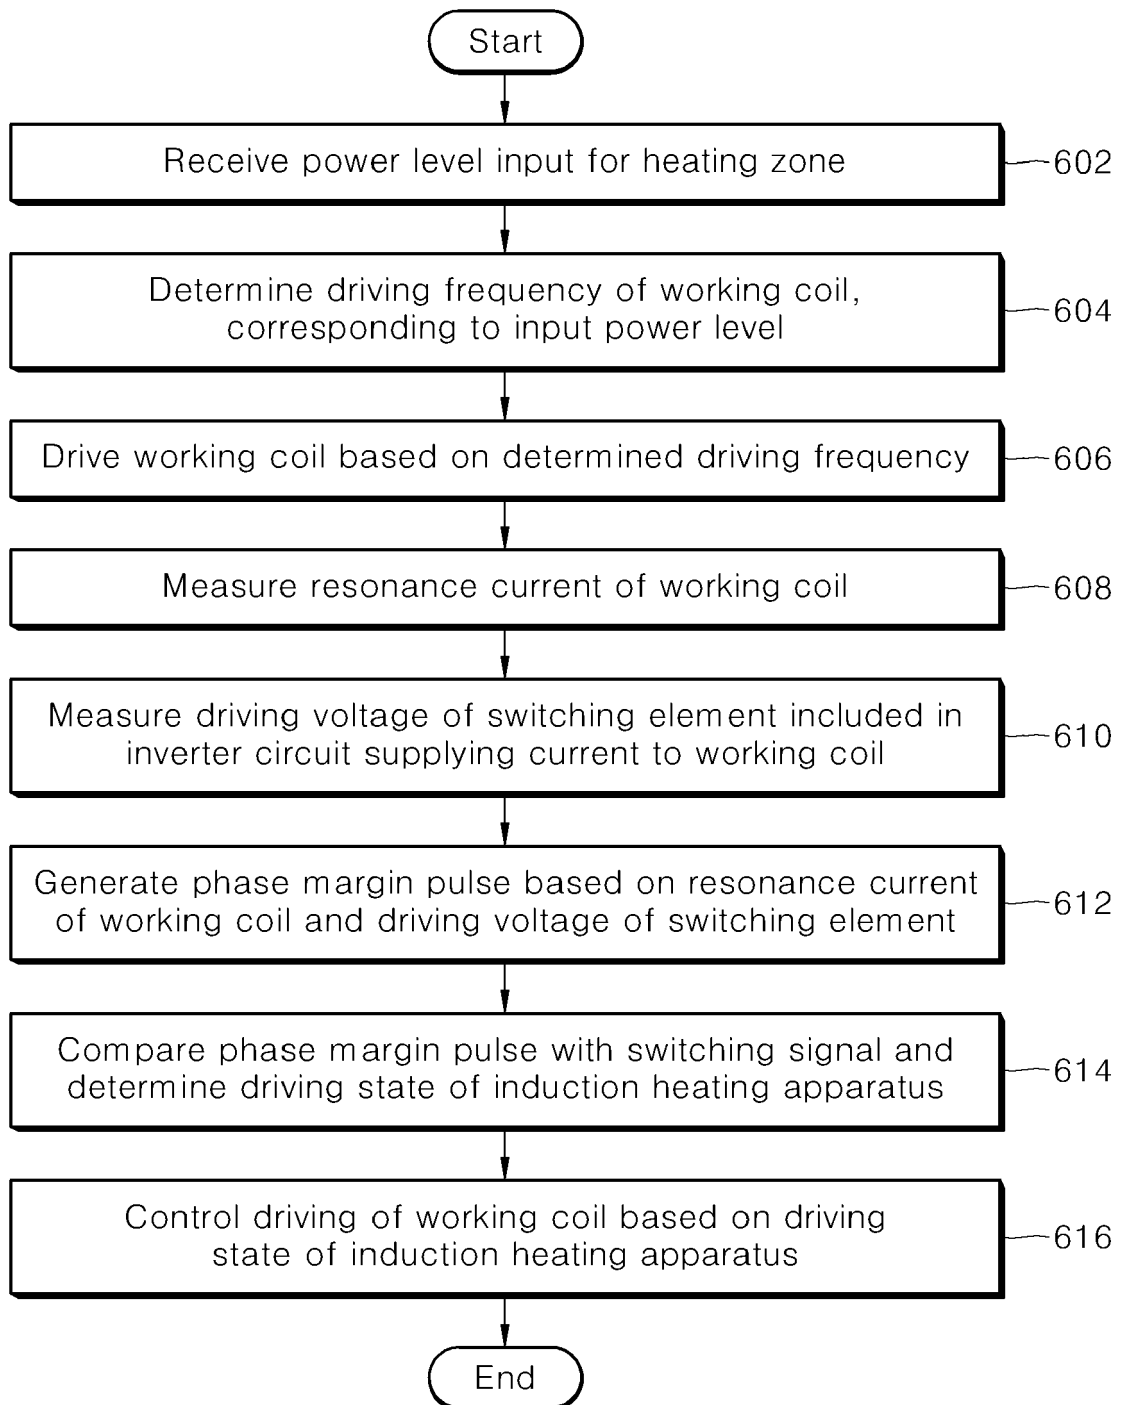 Start
Receive power level input for heating zone
602
Determine driving frequency of working coil,
corresponding to input power level
604
Drive working coil based on determined driving frequency
606
Measure resonance current of working coil
608
Measure driving voltage of switching element included in
inverter circuit supplying current to working coil
610
Generate phase margin pulse based on resonance current
of working coil and driving voltage of switching element
612
Compare phase margin pulse with switching signal and
determine driving state of induction heating apparatus
614
Control driving of working coil based on driving
state of induction heating apparatus
616
End